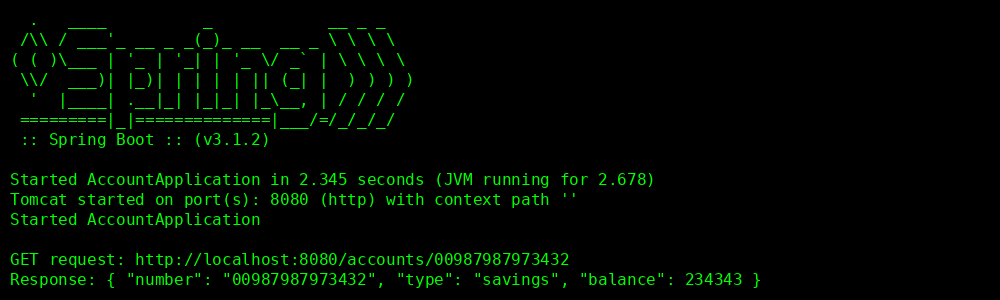 .   ____          _            __ _ _
 /\\ / ___'_ __ _ _(_)_ __  __ _ \ \ \ \
( ( )\___ | '_ | '_| | '_ \/ _` | \ \ \ \
 \\/  ___)| |_)| | | | | || (_| |  ) ) ) )
  '  |____| .__|_| |_|_| |_\__, | / / / /
 =========|_|==============|___/=/_/_/_/
 :: Spring Boot :: (v3.1.2)

Started AccountApplication in 2.345 seconds (JVM running for 2.678)
Tomcat started on port(s): 8080 (http) with context path ''
Started AccountApplication

GET request: http://localhost:8080/accounts/00987987973432
Response: { "number": "00987987973432", "type": "savings", "balance": 234343 }